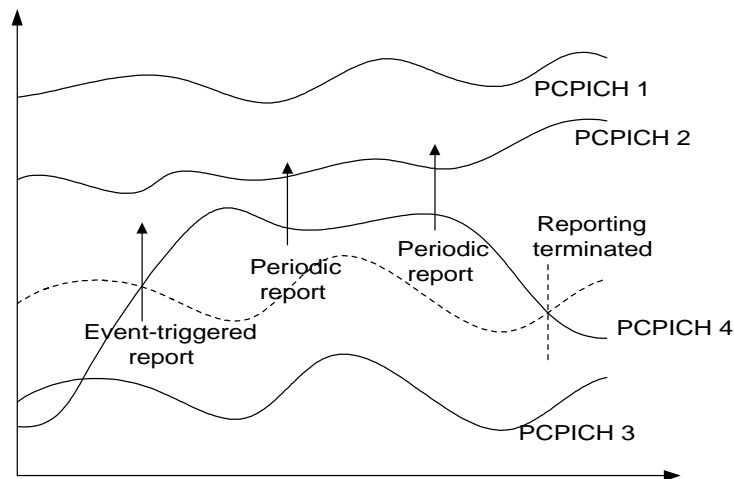 PCPICH 1
PCPICH 2
Reporting
terminated
Periodic
report
Periodic
report
Event-triggered
report
PCPICH 4
PCPICH 3